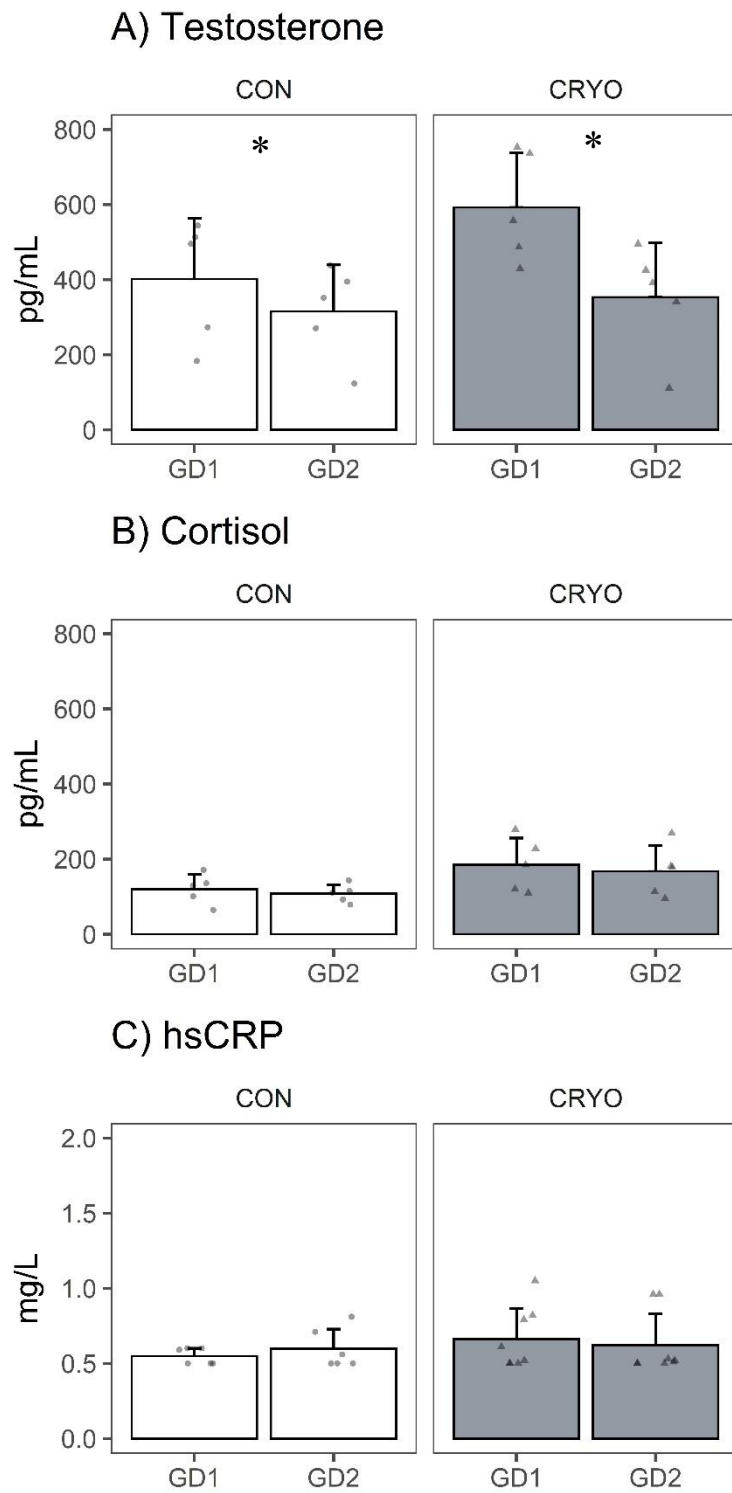 A) Testosterone
CON CRYO
* *
800
600
400
200
0
pg/mL
GD1 GD2 GD1 GD2
B) Cortisol
CON CRYO
800
600
400
200
0
pg/mL
GD1 GD2 GD1 GD2
C) hsCRP
CON CRYO
2.0
1.5
1.0
0.5
0.0
mg/L
GD1 GD2 GD1 GD2